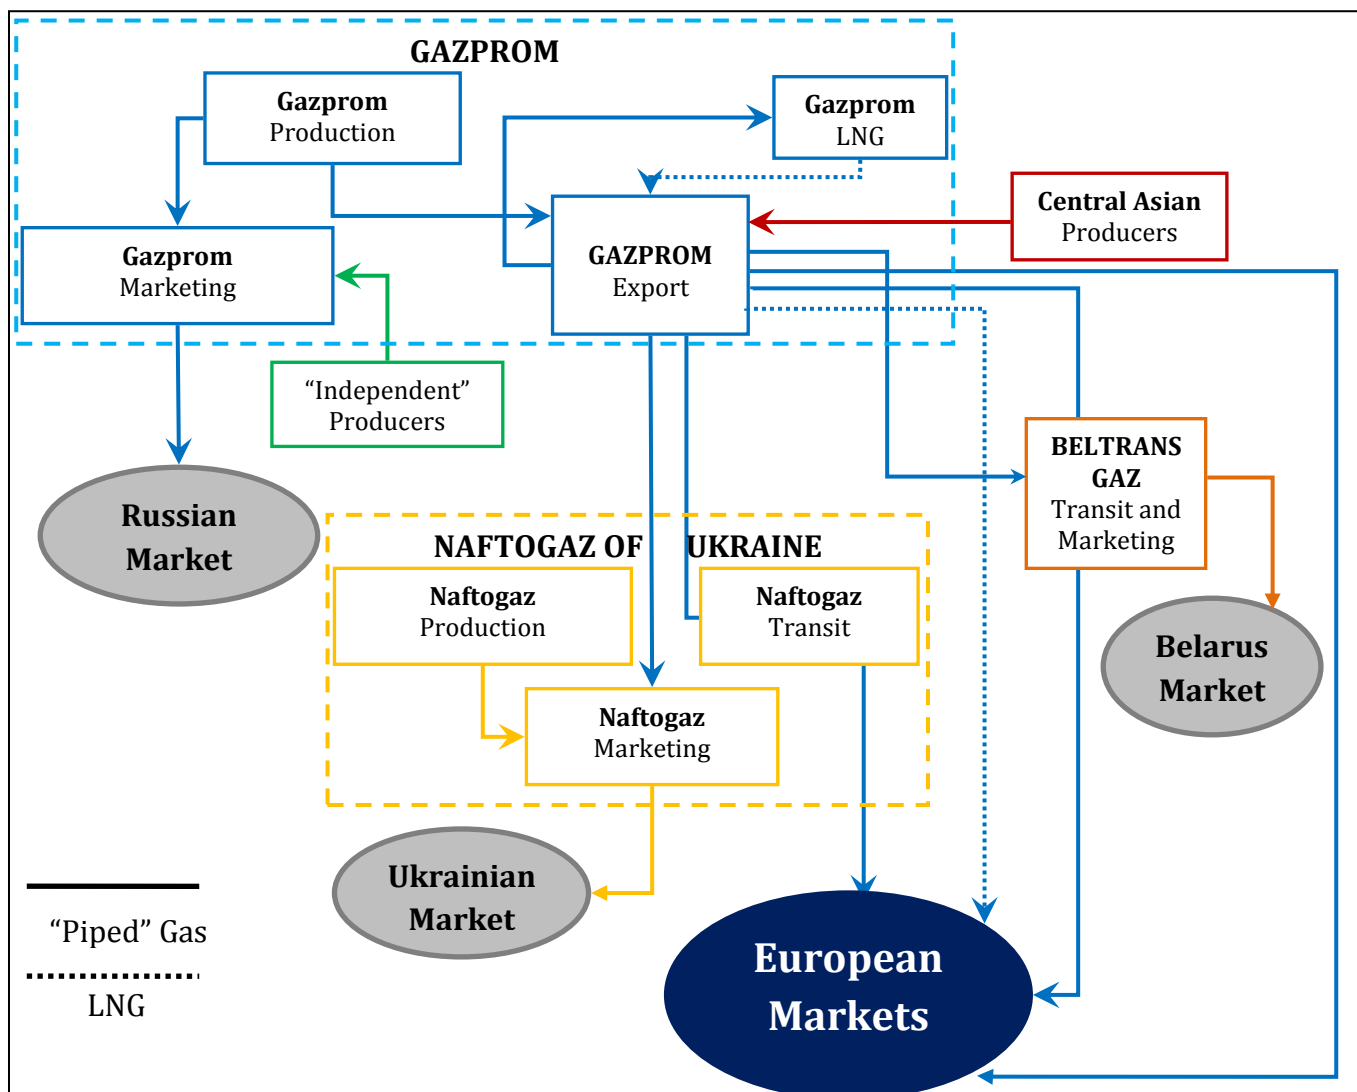 GAZPROM
Gazprom
Production
Gazprom
LNG
Central Asian
Producers
Gazprom
Marketing
GAZPROM
Export
“Independent”
Producers
BELTRANS
GAZ
Transit and
Marketing
Russian
Market
NAFTOGAZ OF UKRAINE
Naftogaz
Production
Naftogaz
Transit
Belarus
Market
Naftogaz
Marketing
Ukrainian
Market
“Piped” Gas
LNG
European
Markets